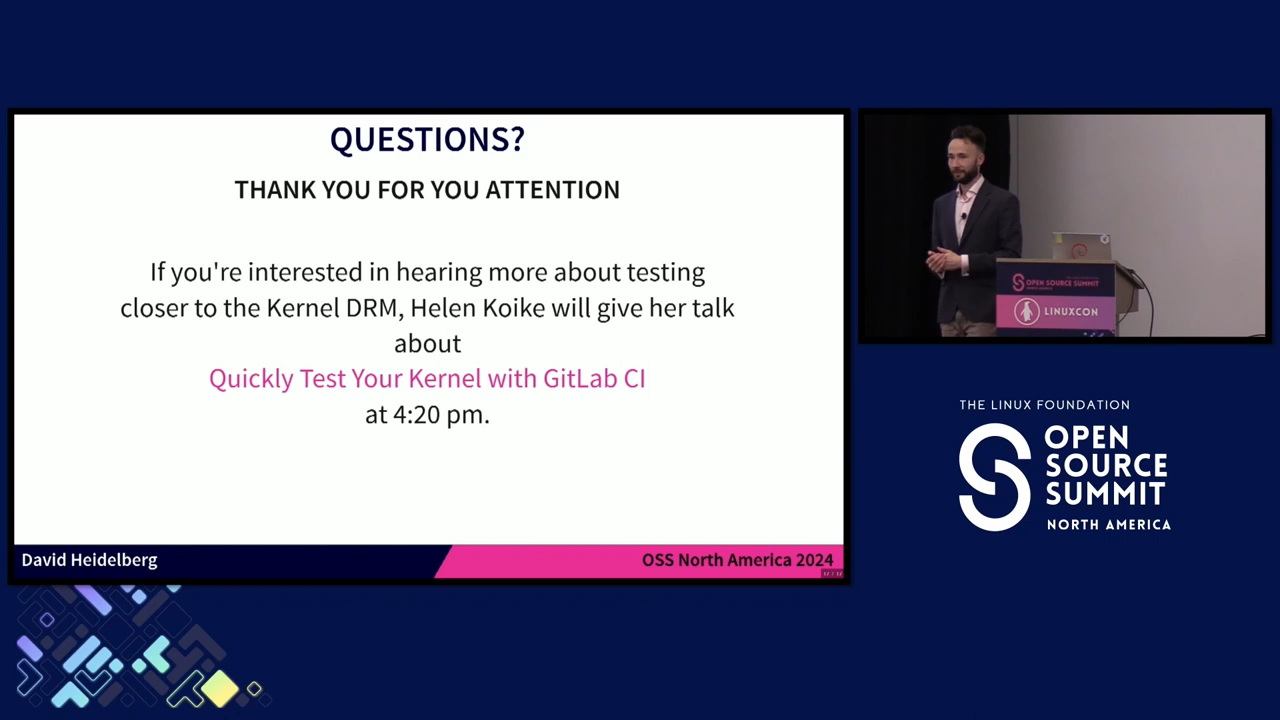 QUESTIONS?
THANK YOU FOR YOU ATTENTION
If you're interested in hearing more about testing
closer to the Kernel DRM, Helen Koike will give her talk
about
Quickly Test Your Kernel with GitLab CI
at 4:20 pm.
David Heidelberg
OSS North America 2024
OPEN SOURCE SUMMIT
LINUXCON
THE LINUX FOUNDATION
OPEN
SOURCE
SUMMIT
NORTH AMERICA